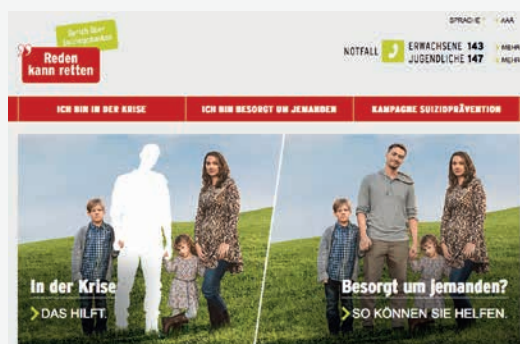 SPRACHE AAA
Sprich über
Suizidgedanken
Reden
kann retten
NOTFALL ERWACHSENE 143 MEHR
JUGENDLICHE 147 MEHR
ICH BIN IN DER KRISE
ICH BIN BESORGT UM JEMANDEN
KAMPAGNE SUIZIDPRÄVENTION
In der Krise
DAS HILFT.
Besorgt um jemanden?
SO KÖNNEN SIE HELFEN.